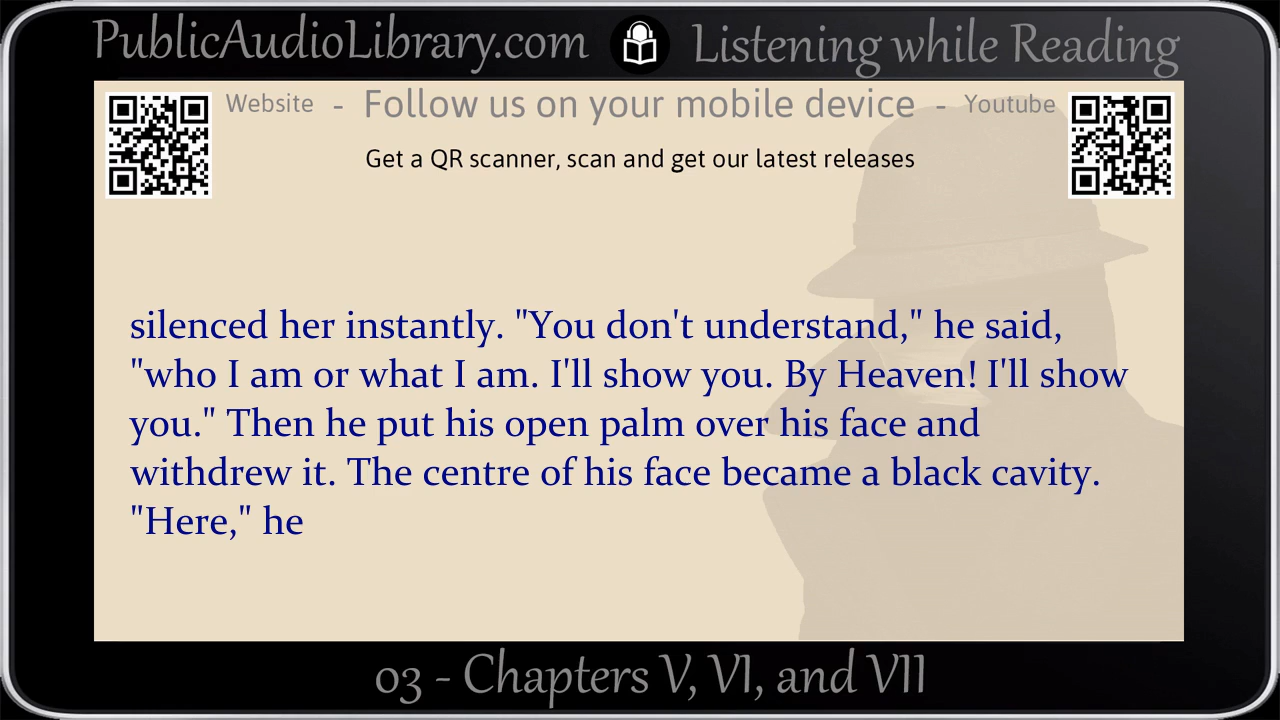 PublicAudioLibrary.com Listening while Reading
Website - Follow us on your mobile device - Youtube
Get a QR scanner, scan and get our latest releases
silenced her instantly. "You don't understand," he said,
"who I am or what I am. I'll show you. By Heaven! I'll show
you." Then he put his open palm over his face and
withdrew it. The centre of his face became a black cavity.
"Here," he
03 - Chapters V, VI, and VII